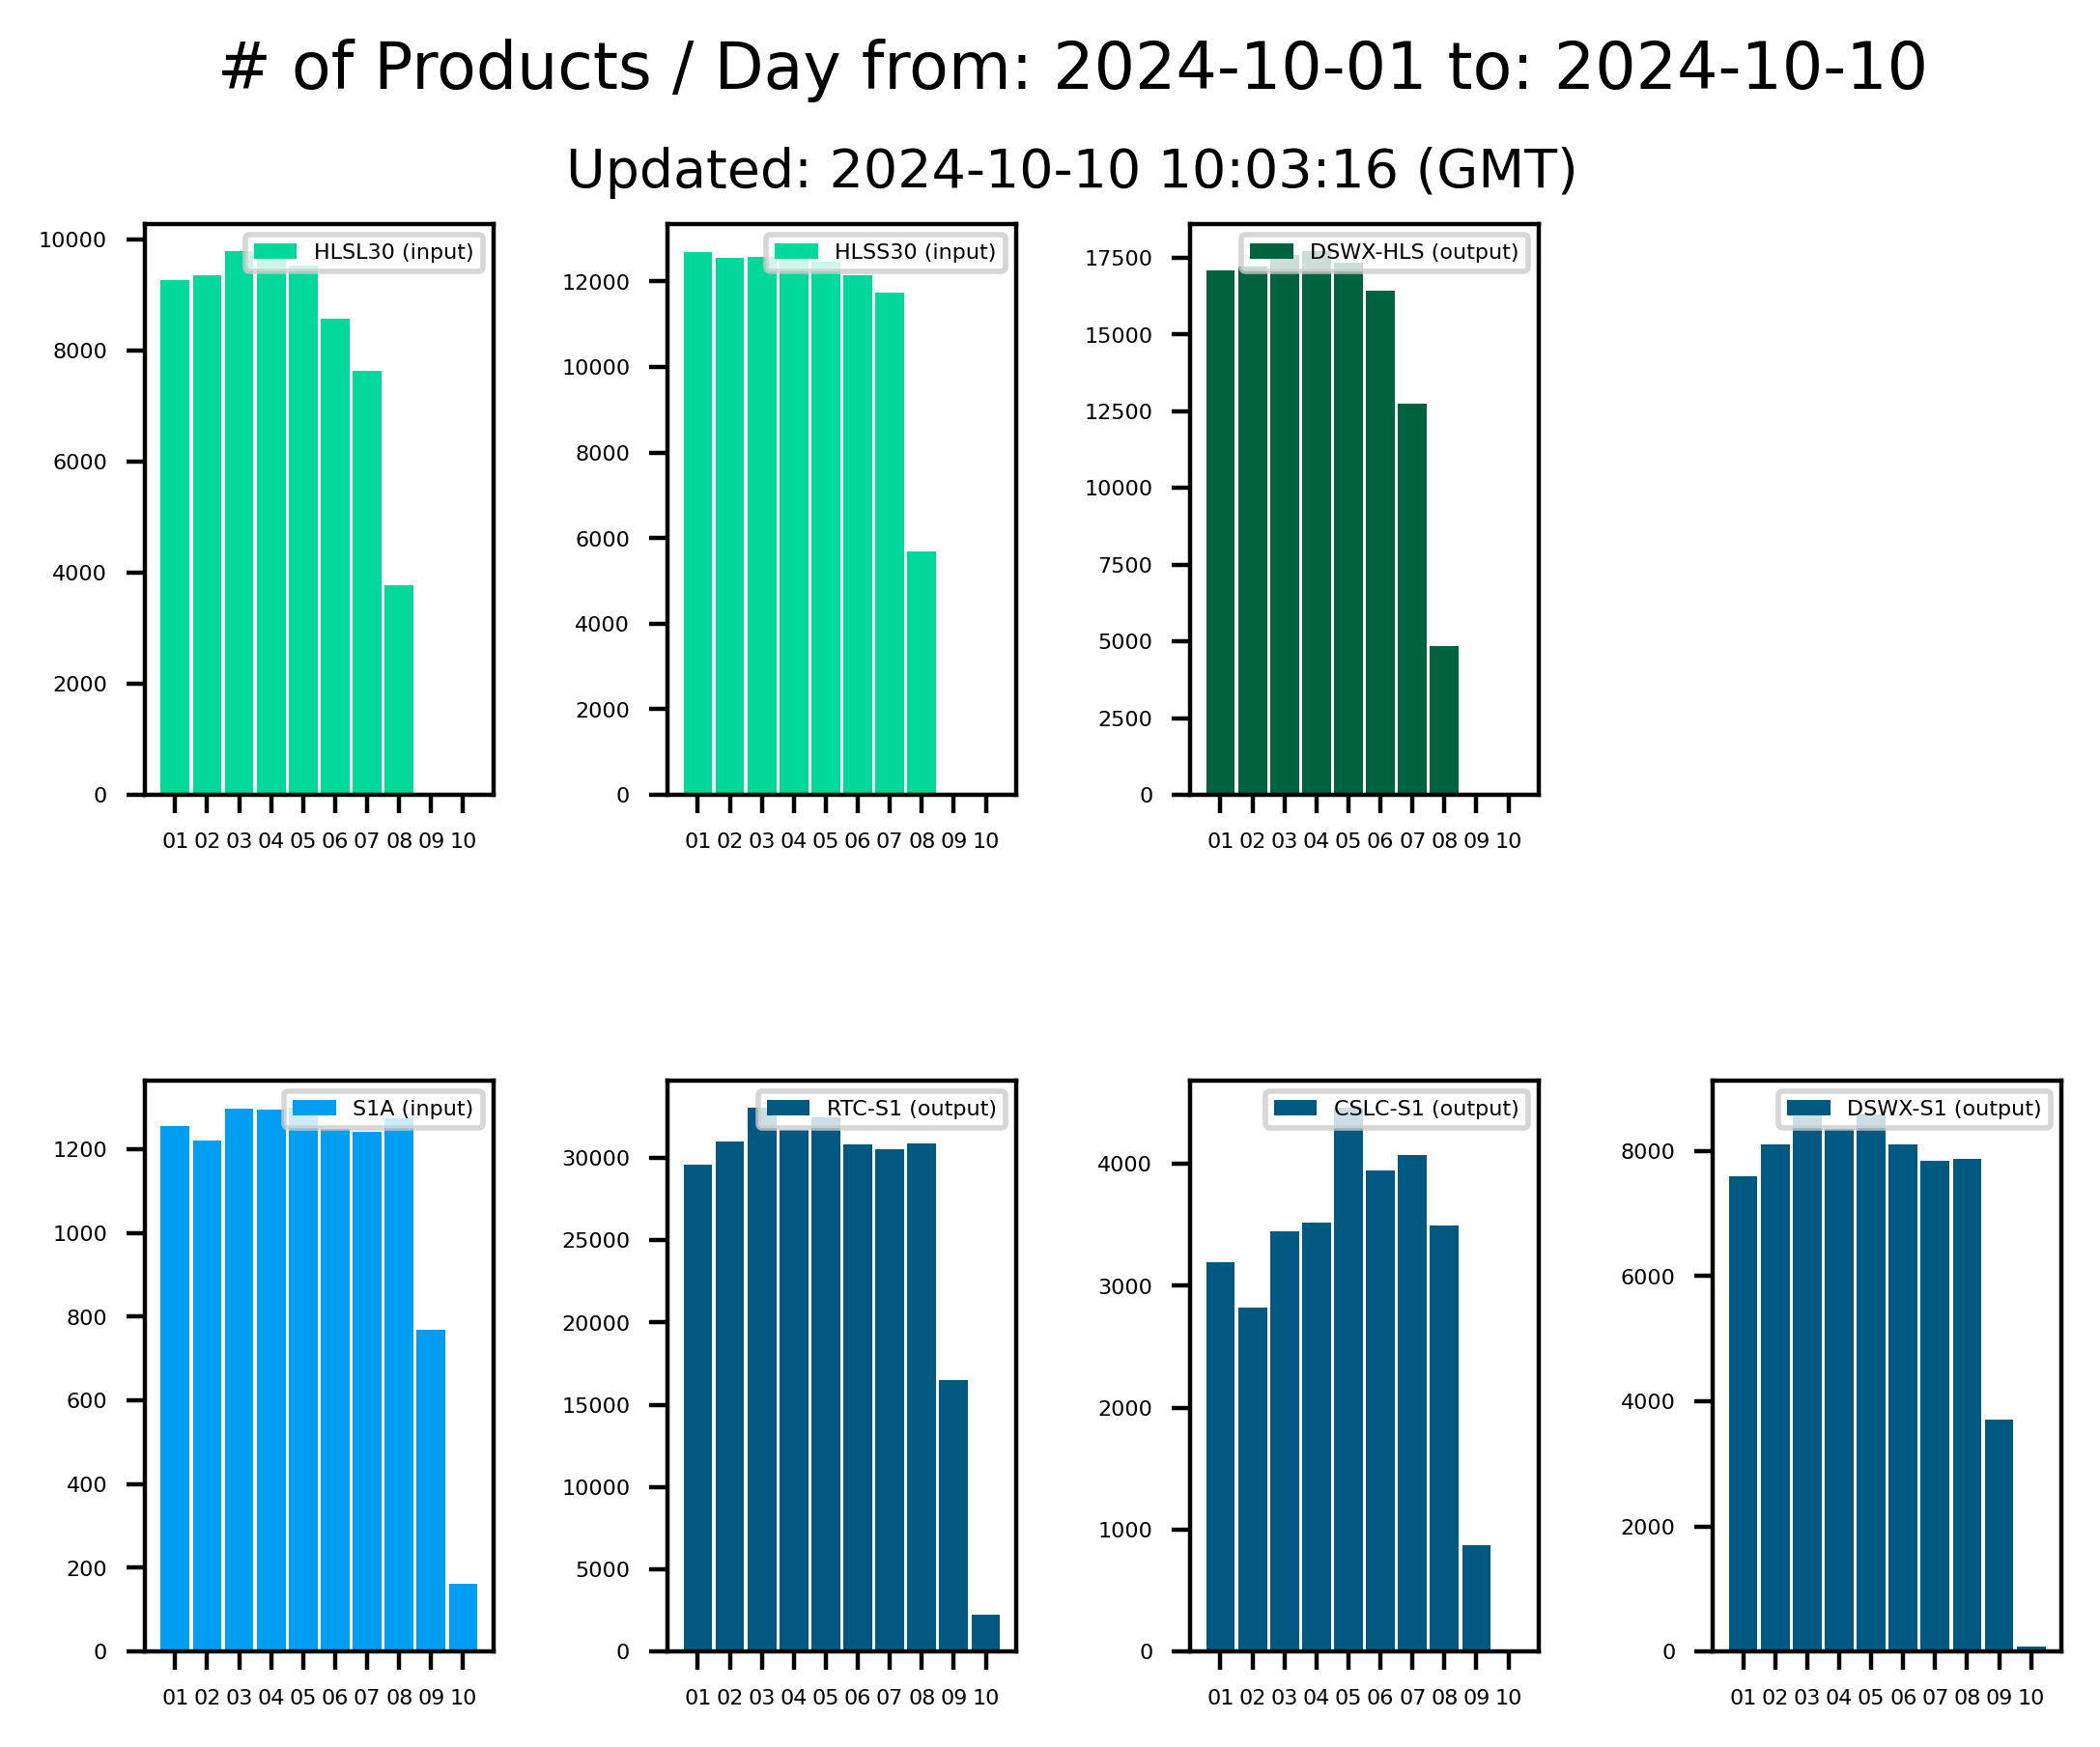 # of Products / Day from: 2024-10-01 to: 2024-10-10
Updated: 2024-10-10 10:03:16 (GMT)
HLSL30 (input)
10000
8000
6000
4000
2000
0
01 02 03 04 05 06 07 08 09 10
HLSS30 (input)
12000
10000
8000
6000
4000
2000
0
01 02 03 04 05 06 07 08 09 10
DSWX-HLS (output)
17500
15000
12500
10000
7500
5000
2500
0
01 02 03 04 05 06 07 08 09 10
S1A (input)
1200
1000
800
600
400
200
0
01 02 03 04 05 06 07 08 09 10
RTC-S1 (output)
30000
25000
20000
15000
10000
5000
0
01 02 03 04 05 06 07 08 09 10
CSLC-S1 (output)
4000
3000
2000
1000
0
01 02 03 04 05 06 07 08 09 10
DSWX-S1 (output)
8000
6000
4000
2000
0
01 02 03 04 05 06 07 08 09 10